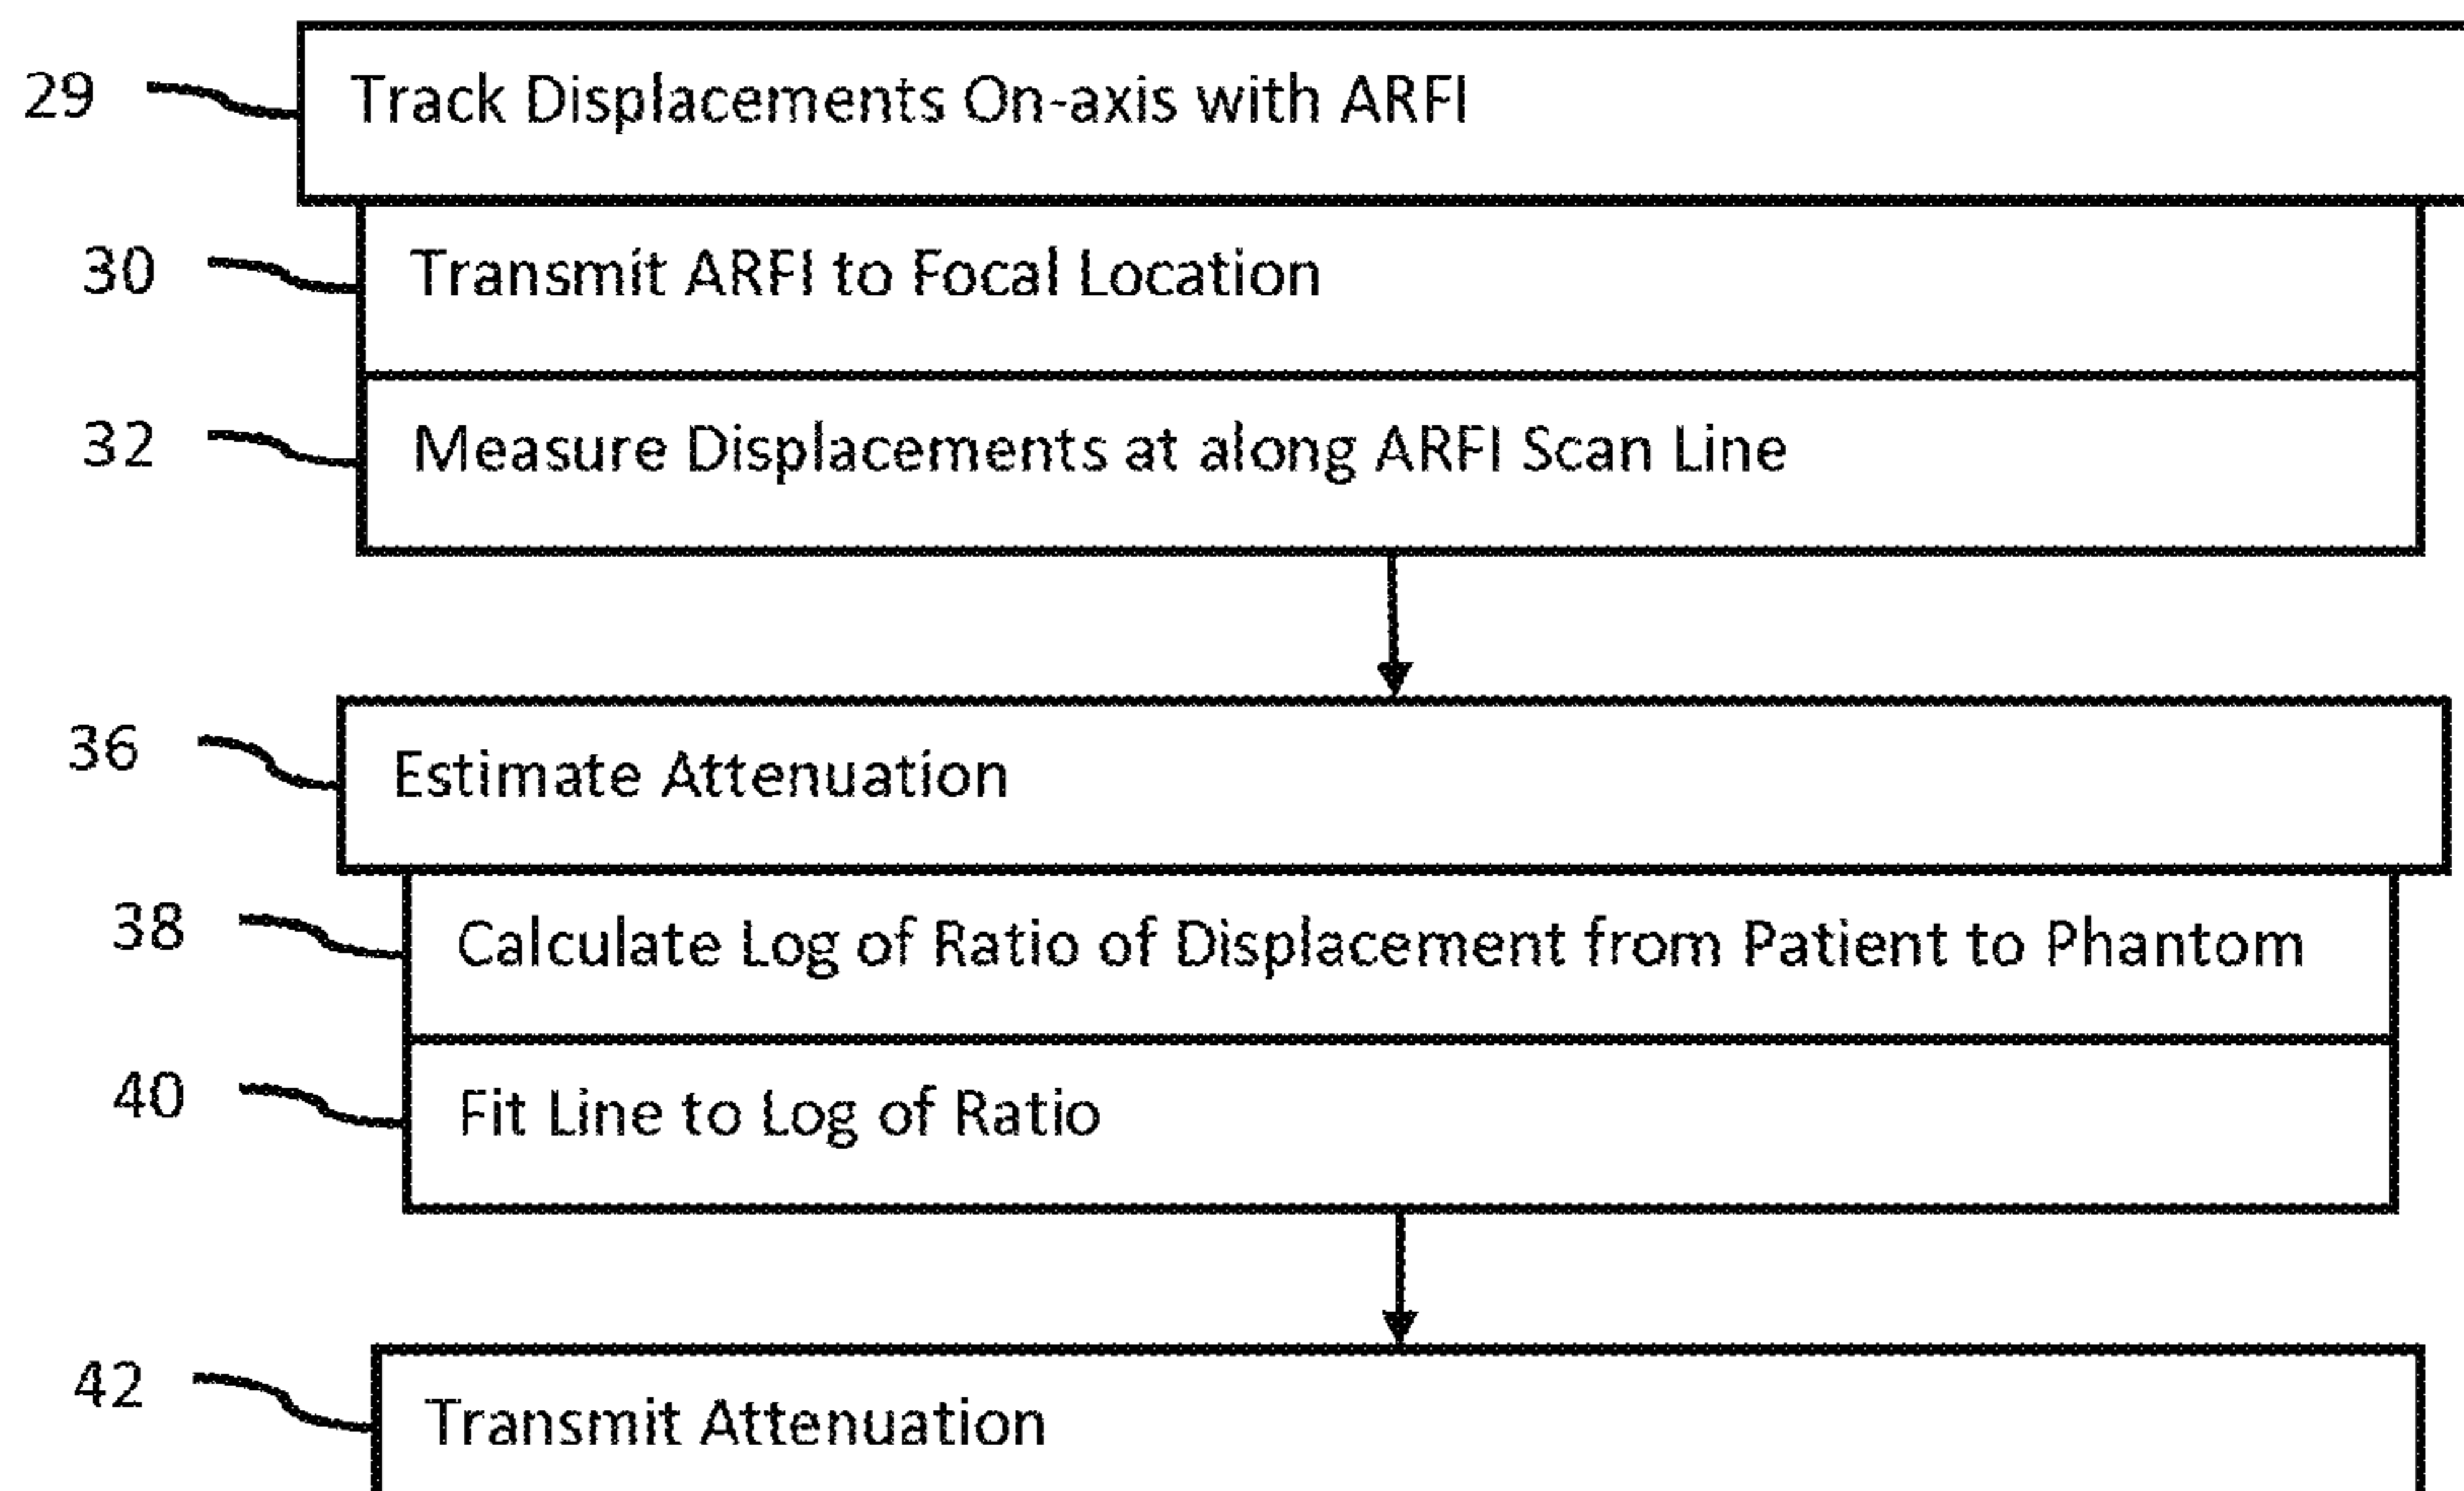 29 Track Displacements On-axis with ARFI
30 Transmit ARFI to Focal Location
32 Measure Displacements at along ARFI Scan Line
36 Estimate Attenuation
38 Calculate Log of Ratio of Displacement from Patient to Phantom
40 Fit Line to Log of Ratio
42 Transmit Attenuation